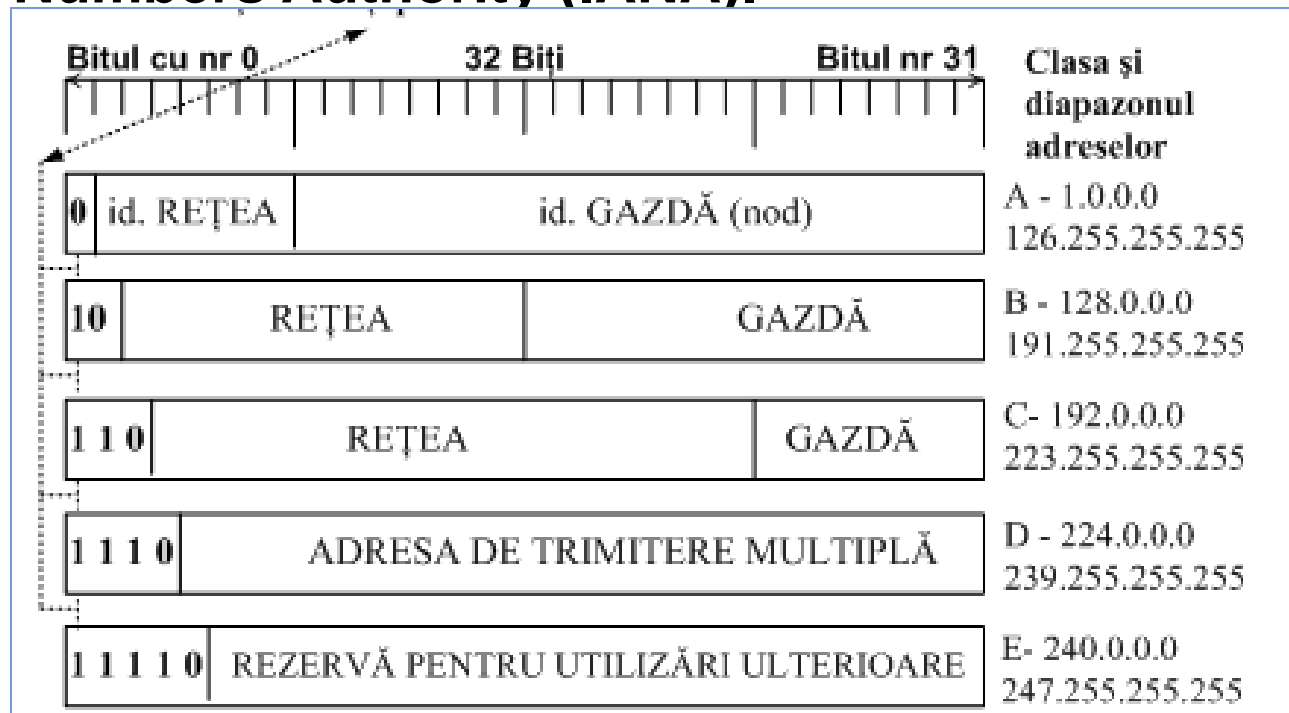 Numbers Authority (IANA).
Bitul cu nr 0 32 Biți Bitul nr 31
Clasa și
diapazonul
adreselor
0 id. REȚEA id. GAZDĂ (nod)
A - 1.0.0.0
126.255.255.255
10 REȚEA GAZDĂ
B - 128.0.0.0
191.255.255.255
1 1 0 REȚEA GAZDĂ
C- 192.0.0.0
223.255.255.255
1 1 1 0 ADRESA DE TRIMITERE MULTIPLĂ
D - 224.0.0.0
239.255.255.255
1 1 1 1 0 REZERVĂ PENTRU UTILIZĂRI ULTERIOARE
E- 240.0.0.0
247.255.255.255